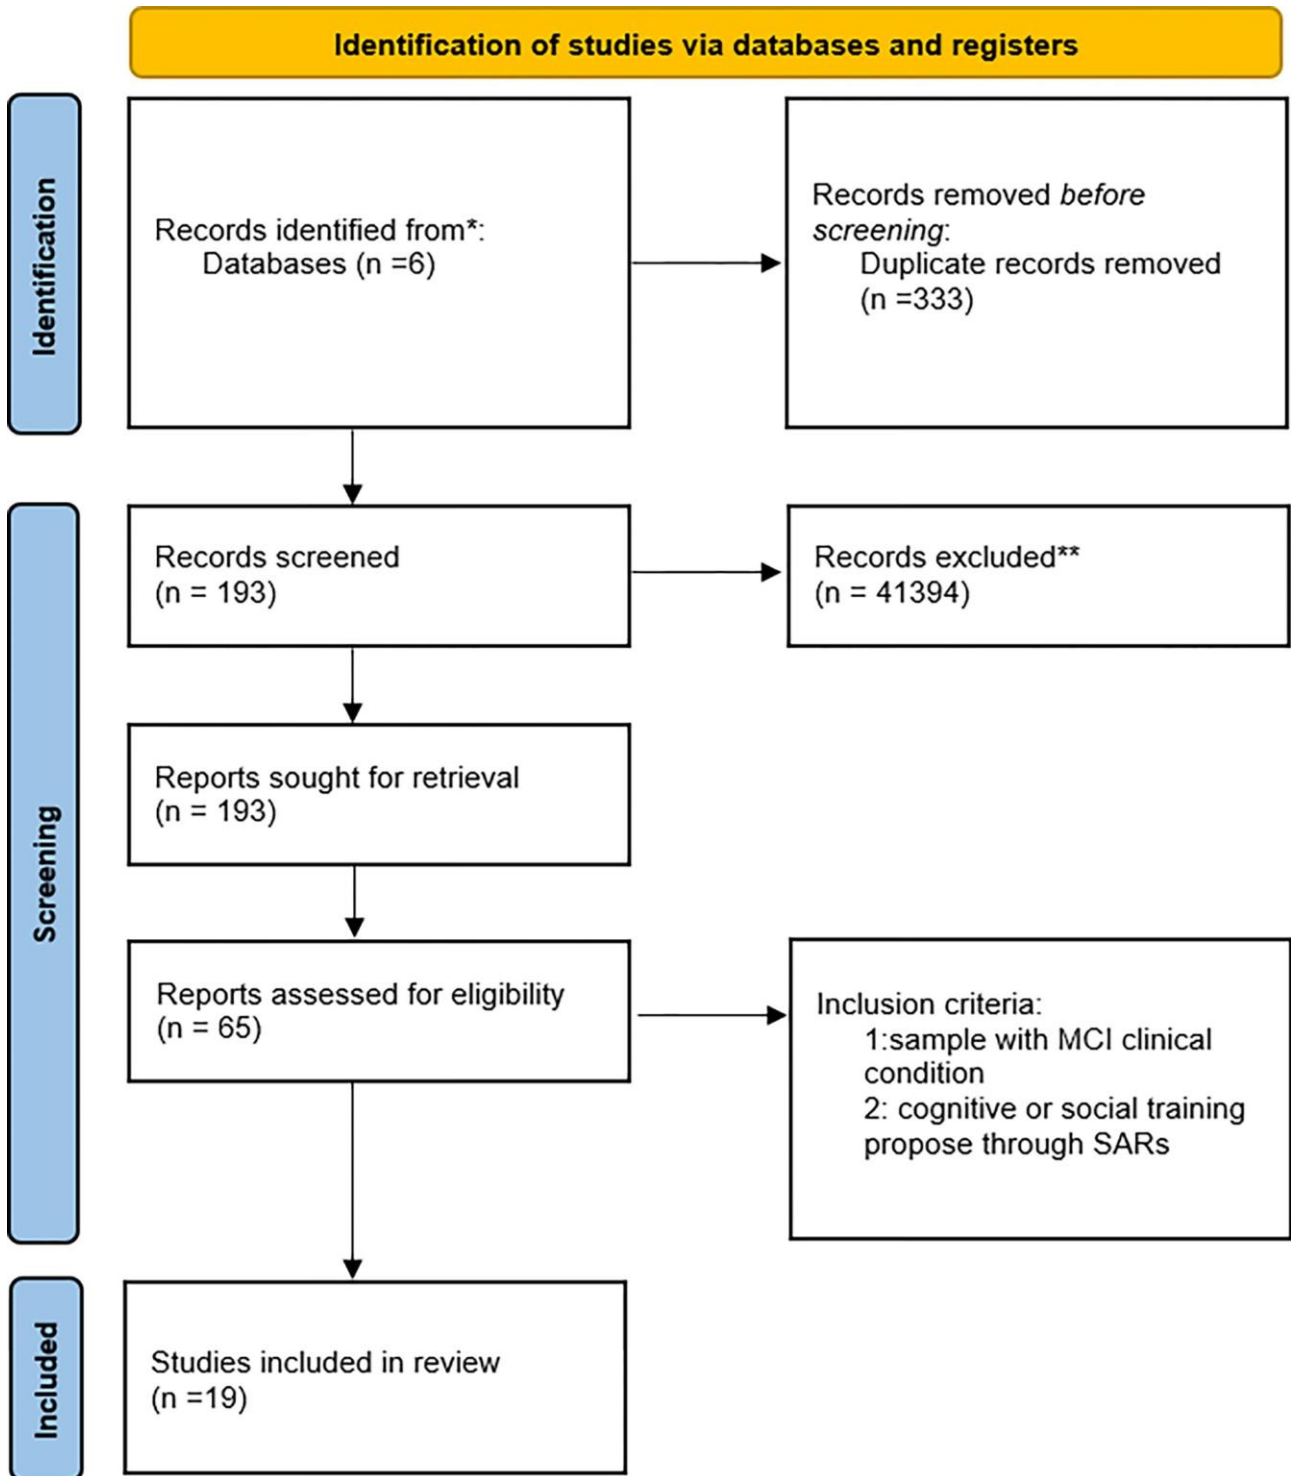 Identification of studies via databases and registers
Identification
Records identified from*:
Databases (n =6)
Records removed before
screening:
Duplicate records removed
(n =333)
Screening
Records screened
(n = 193)
Records excluded**
(n = 41394)
Reports sought for retrieval
(n = 193)
Reports assessed for eligibility
(n = 65)
Inclusion criteria:
1:sample with MCI clinical
condition
2: cognitive or social training
propose through SARs
Included
Studies included in review
(n =19)